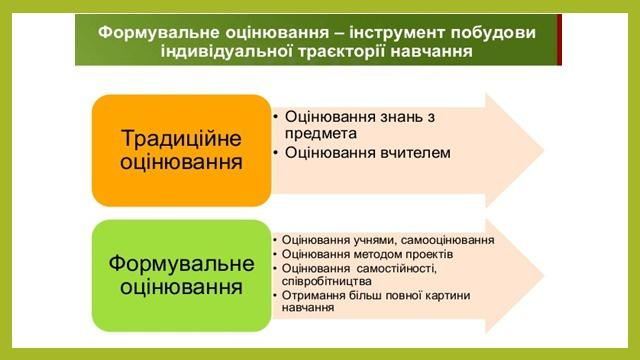 Формувальне оцінювання – інструмент побудови
індивідуальної траєкторії навчання
Традиційне
оцінювання
• Оцінювання знань з
предмета
• Оцінювання вчителем
Формувальне
оцінювання
• Оцінювання учнями, самооцінювання
• Оцінювання методом проектів
• Оцінювання самостійності,
співробітництва
• Отримання більш повної картини
навчання